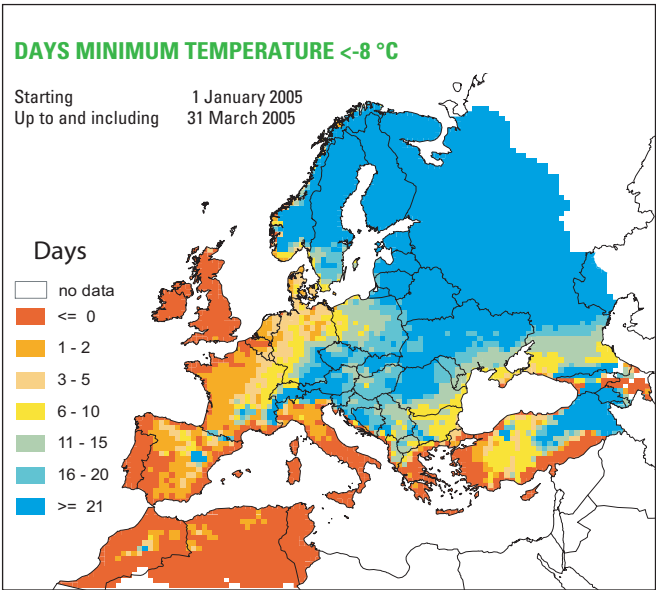 DAYS MINIMUM TEMPERATURE <-8 °C
Starting 1 January 2005
Up to and including 31 March 2005
Days
no data
<= 0
1 - 2
3 - 5
6 - 10
11 - 15
16 - 20
>= 21